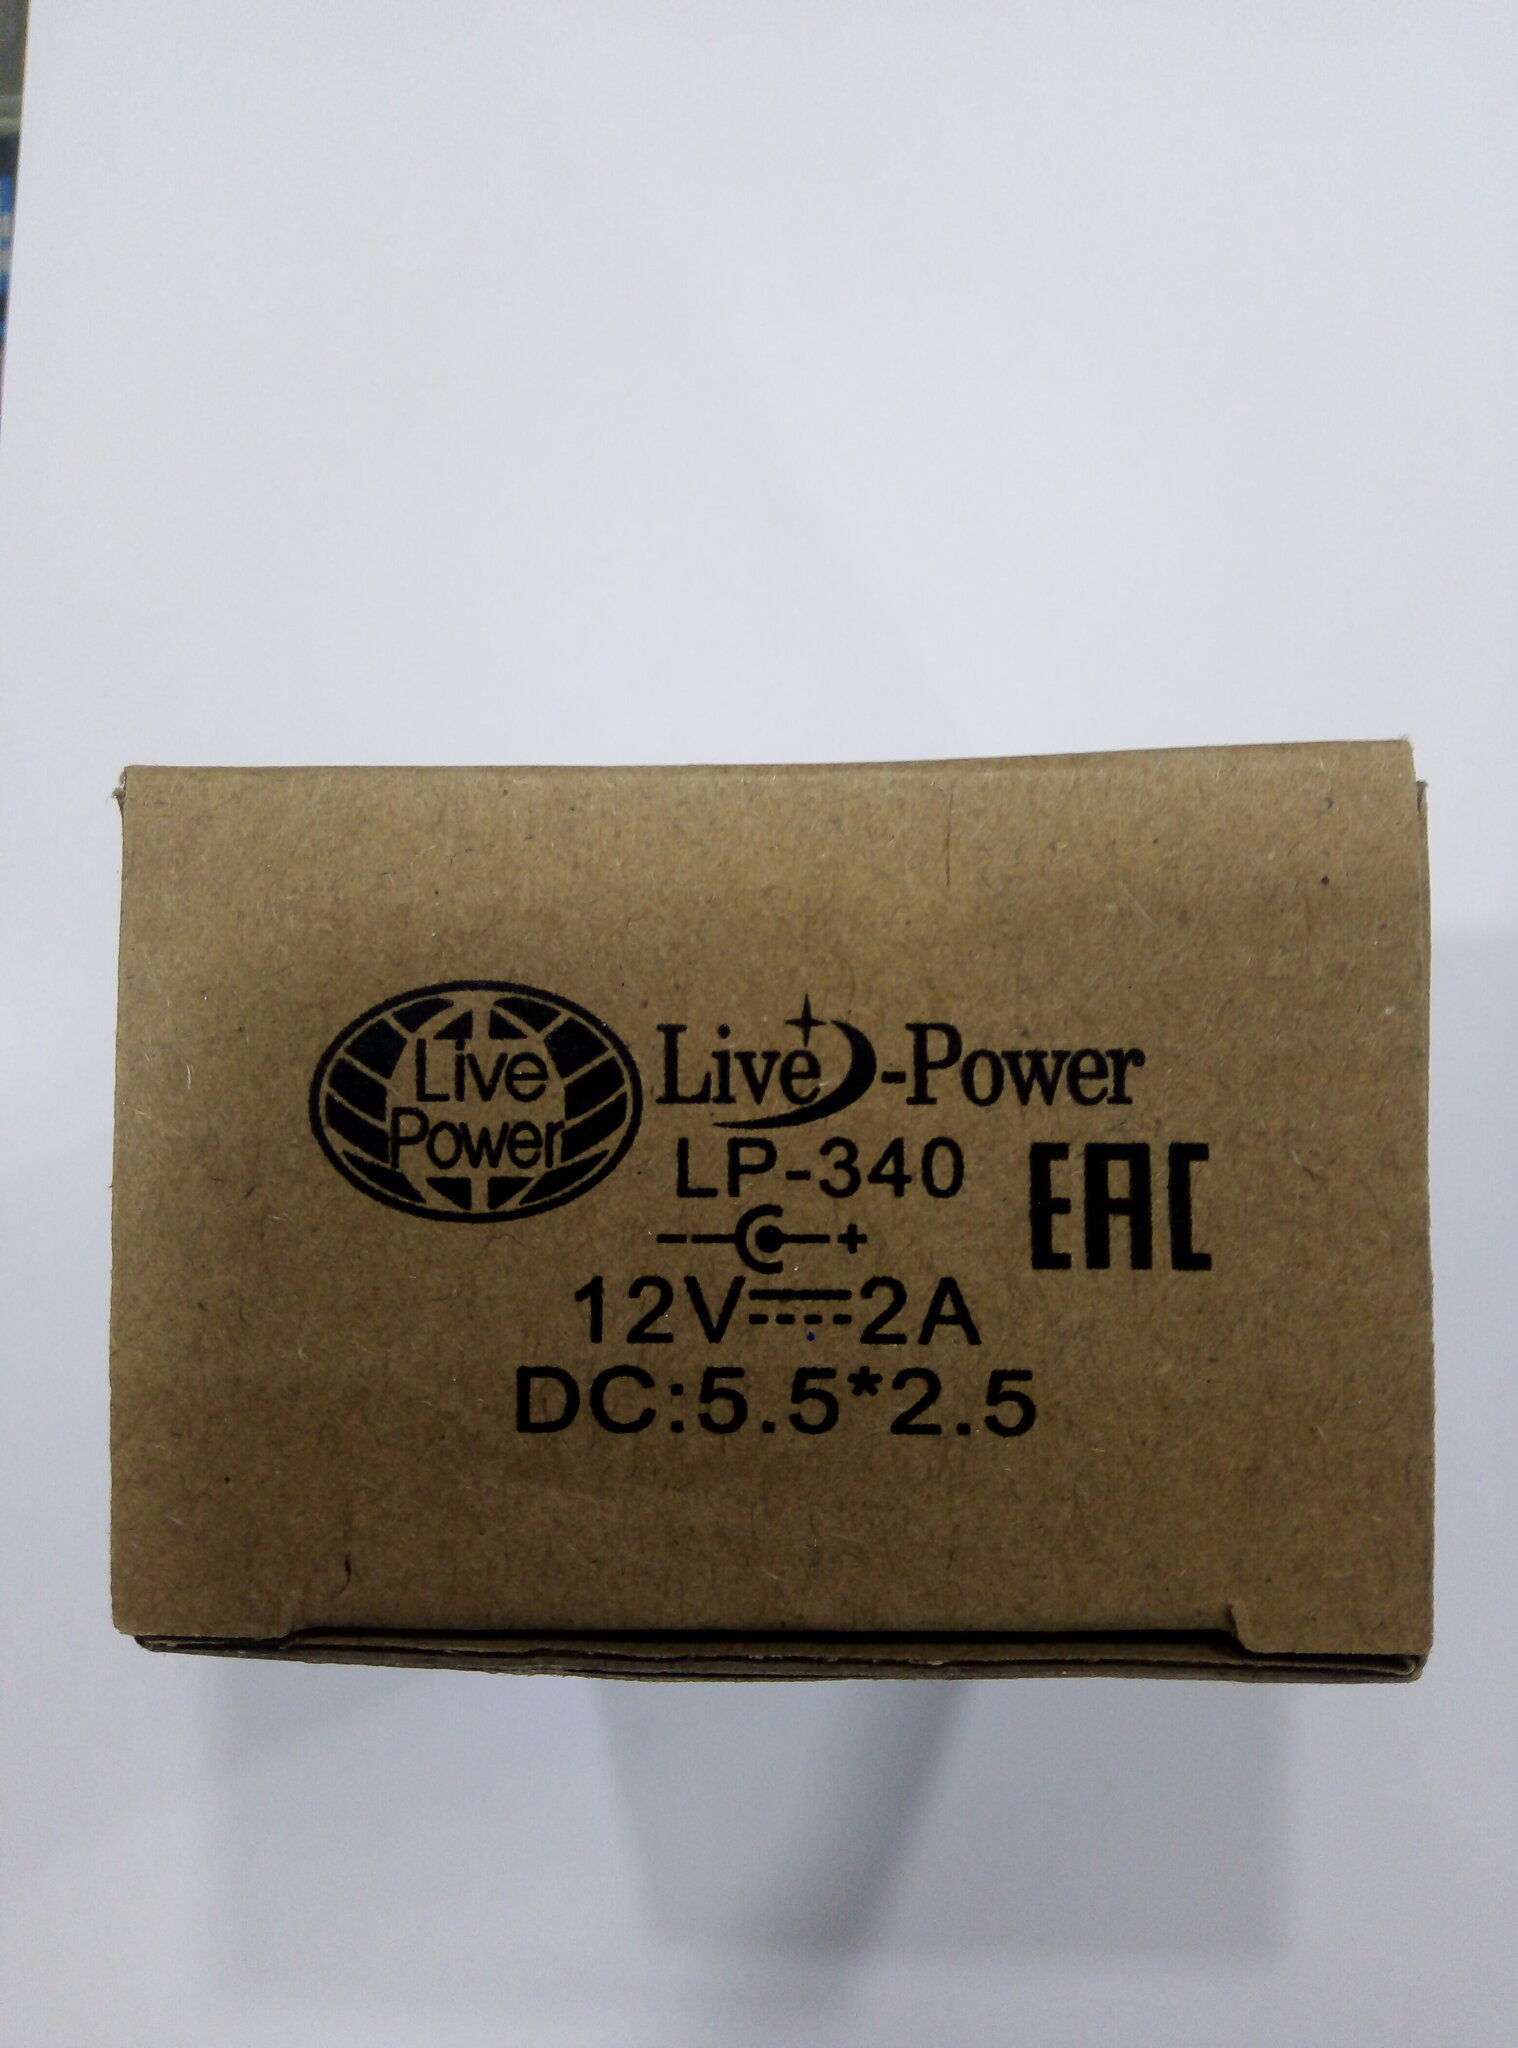 Live
Power
Live-Power
LP-340
EAC
- +
12V 2A
DC:5.5*2.5